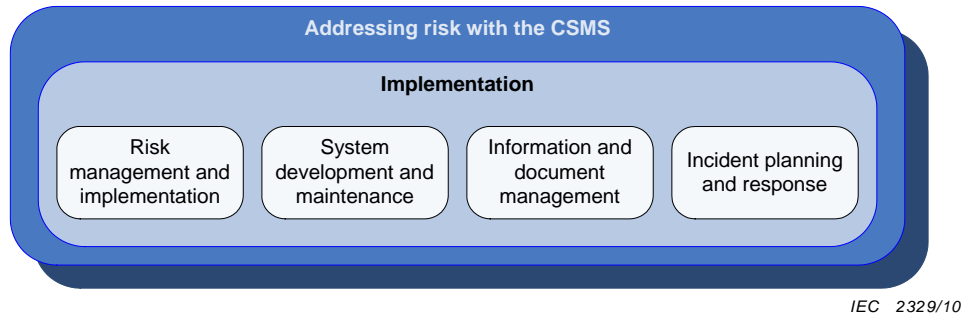 Addressing risk with the CSMS
Implementation
Risk
management and
implementation
System
development and
maintenance
Information and
document
management
Incident planning
and response
IEC 2329/10